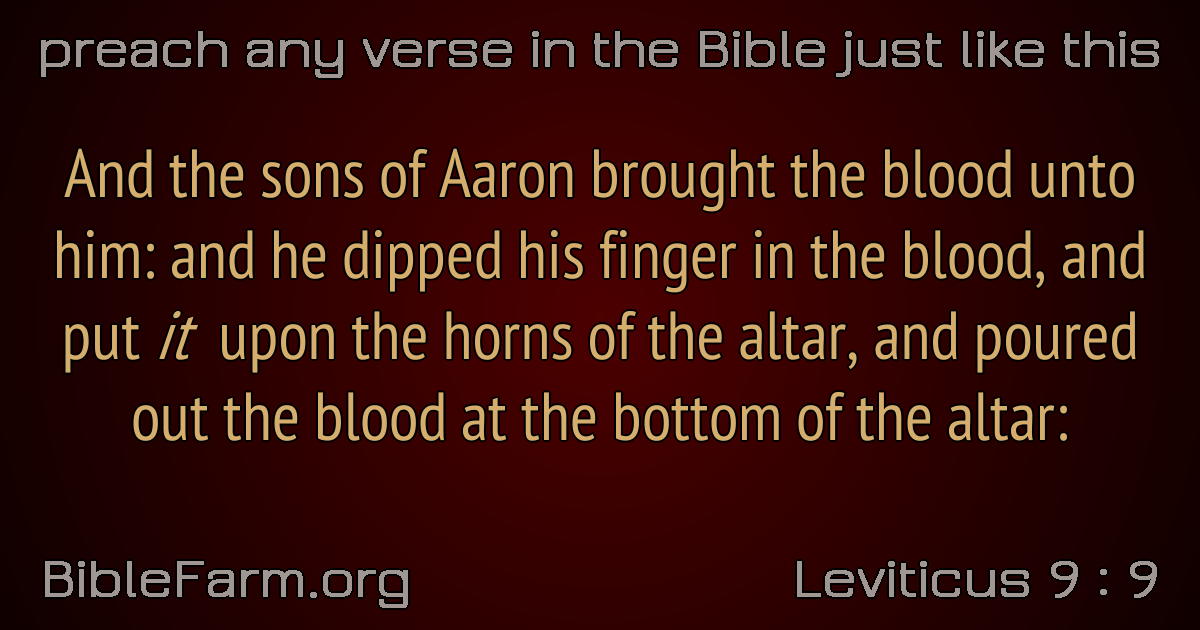 preach any verse in the Bible just like this
And the sons of Aaron brought the blood unto
him: and he dipped his finger in the blood, and
put it upon the horns of the altar, and poured
out the blood at the bottom of the altar:
BibleFarm.org
Leviticus 9 : 9